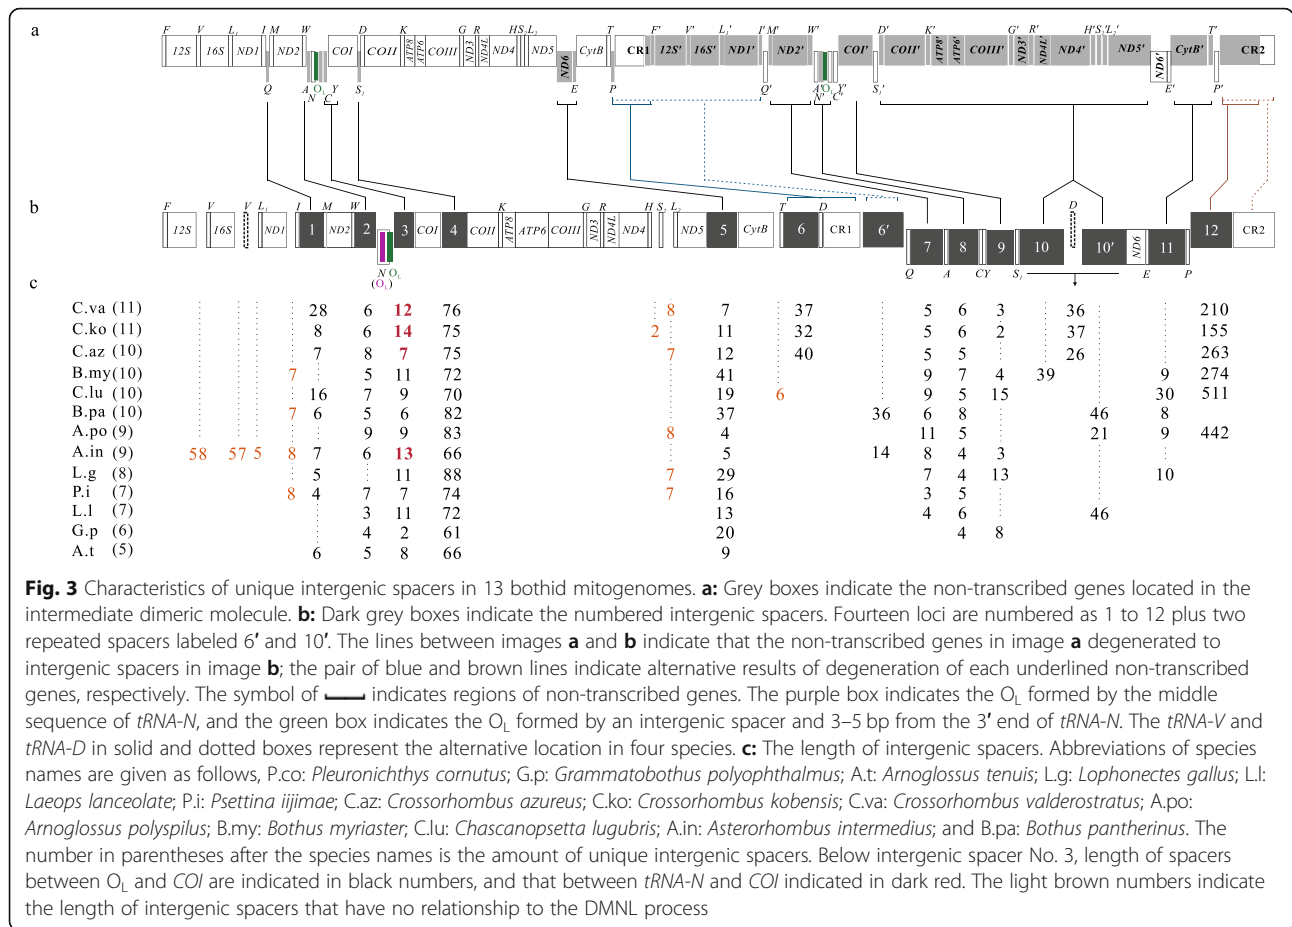 a
F V L₁ I M W D K G R HS₂L₂ T F' V' L₁' I' M' W' D' K' G' R' H'S₂'L₂' T'
12S 16S ND1 ND2 COI COII ATP8 ATP6 COIII ND3 ND4L ND4 ND5 ND6 CytB CR1 12S' 16S' ND1' ND2' COI' COII' ATP8' ATP6' COIII' ND3' ND4L' ND4' ND5' ND6' CytB' CR2
Q A N O_L C Y S₁ E P Q' A' N' O_L C' Y' S₁' E' P'
b
F V V L₁ I M W K G R H S₂ L₂ T D D
12S 16S ND1 1 ND2 2 3 COI 4 COII ATP8 ATP6 COIII ND3 ND4L ND4 ND5 5 CytB 6 CR1 6′ 7 8 9 10 10′ ND6 11 12 CR2
N O_L Q A CY S₁ E P
(O_L)
c
C.va (11) 28 6 12 76 8 7 37 5 6 3 36 210
C.ko (11) 8 6 14 75 2 11 32 5 6 2 37 155
C.az (10) 7 8 7 75 7 12 40 5 5 26 263
B.my (10) 7 5 11 72 41 9 7 4 39 9 274
C.lu (10) 16 7 9 70 19 6 9 5 15 30 511
B.pa (10) 7 6 5 6 82 37 36 6 8 46 8
A.po (9) 9 9 83 8 4 11 5 21 9 442
A.in (9) 58 57 5 8 7 6 13 66 5 14 8 4 3
L.g (8) 5 11 88 7 29 7 4 13 10
P.i (7) 8 4 7 7 74 7 16 3 5
L.l (7) 3 11 72 13 4 6 46
G.p (6) 4 2 61 20 4 8
A.t (5) 6 5 8 66 9
Fig. 3 Characteristics of unique intergenic spacers in 13 bothid mitogenomes. a: Grey boxes indicate the non-transcribed genes located in the
intermediate dimeric molecule. b: Dark grey boxes indicate the numbered intergenic spacers. Fourteen loci are numbered as 1 to 12 plus two
repeated spacers labeled 6′ and 10′. The lines between images a and b indicate that the non-transcribed genes in image a degenerated to
intergenic spacers in image b; the pair of blue and brown lines indicate alternative results of degeneration of each underlined non-transcribed
genes, respectively. The symbol of indicates regions of non-transcribed genes. The purple box indicates the O_L formed by the middle
sequence of tRNA-N, and the green box indicates the O_L formed by an intergenic spacer and 3–5 bp from the 3′ end of tRNA-N. The tRNA-V and
tRNA-D in solid and dotted boxes represent the alternative location in four species. c: The length of intergenic spacers. Abbreviations of species
names are given as follows, P.co: Pleuronichthys cornutus; G.p: Grammatobothus polyophthalmus; A.t: Arnoglossus tenuis; L.g: Lophonectes gallus; L.l:
Laeops lanceolate; P.i: Psettina iijimae; C.az: Crossorhombus azureus; C.ko: Crossorhombus kobensis; C.va: Crossorhombus valderostratus; A.po:
Arnoglossus polyspilus; B.my: Bothus myriaster; C.lu: Chascanopsetta lugubris; A.in: Asterorhombus intermedius; and B.pa: Bothus pantherinus. The
number in parentheses after the species names is the amount of unique intergenic spacers. Below intergenic spacer No. 3, length of spacers
between O_L and COI are indicated in black numbers, and that between tRNA-N and COI indicated in dark red. The light brown numbers indicate
the length of intergenic spacers that have no relationship to the DMNL process